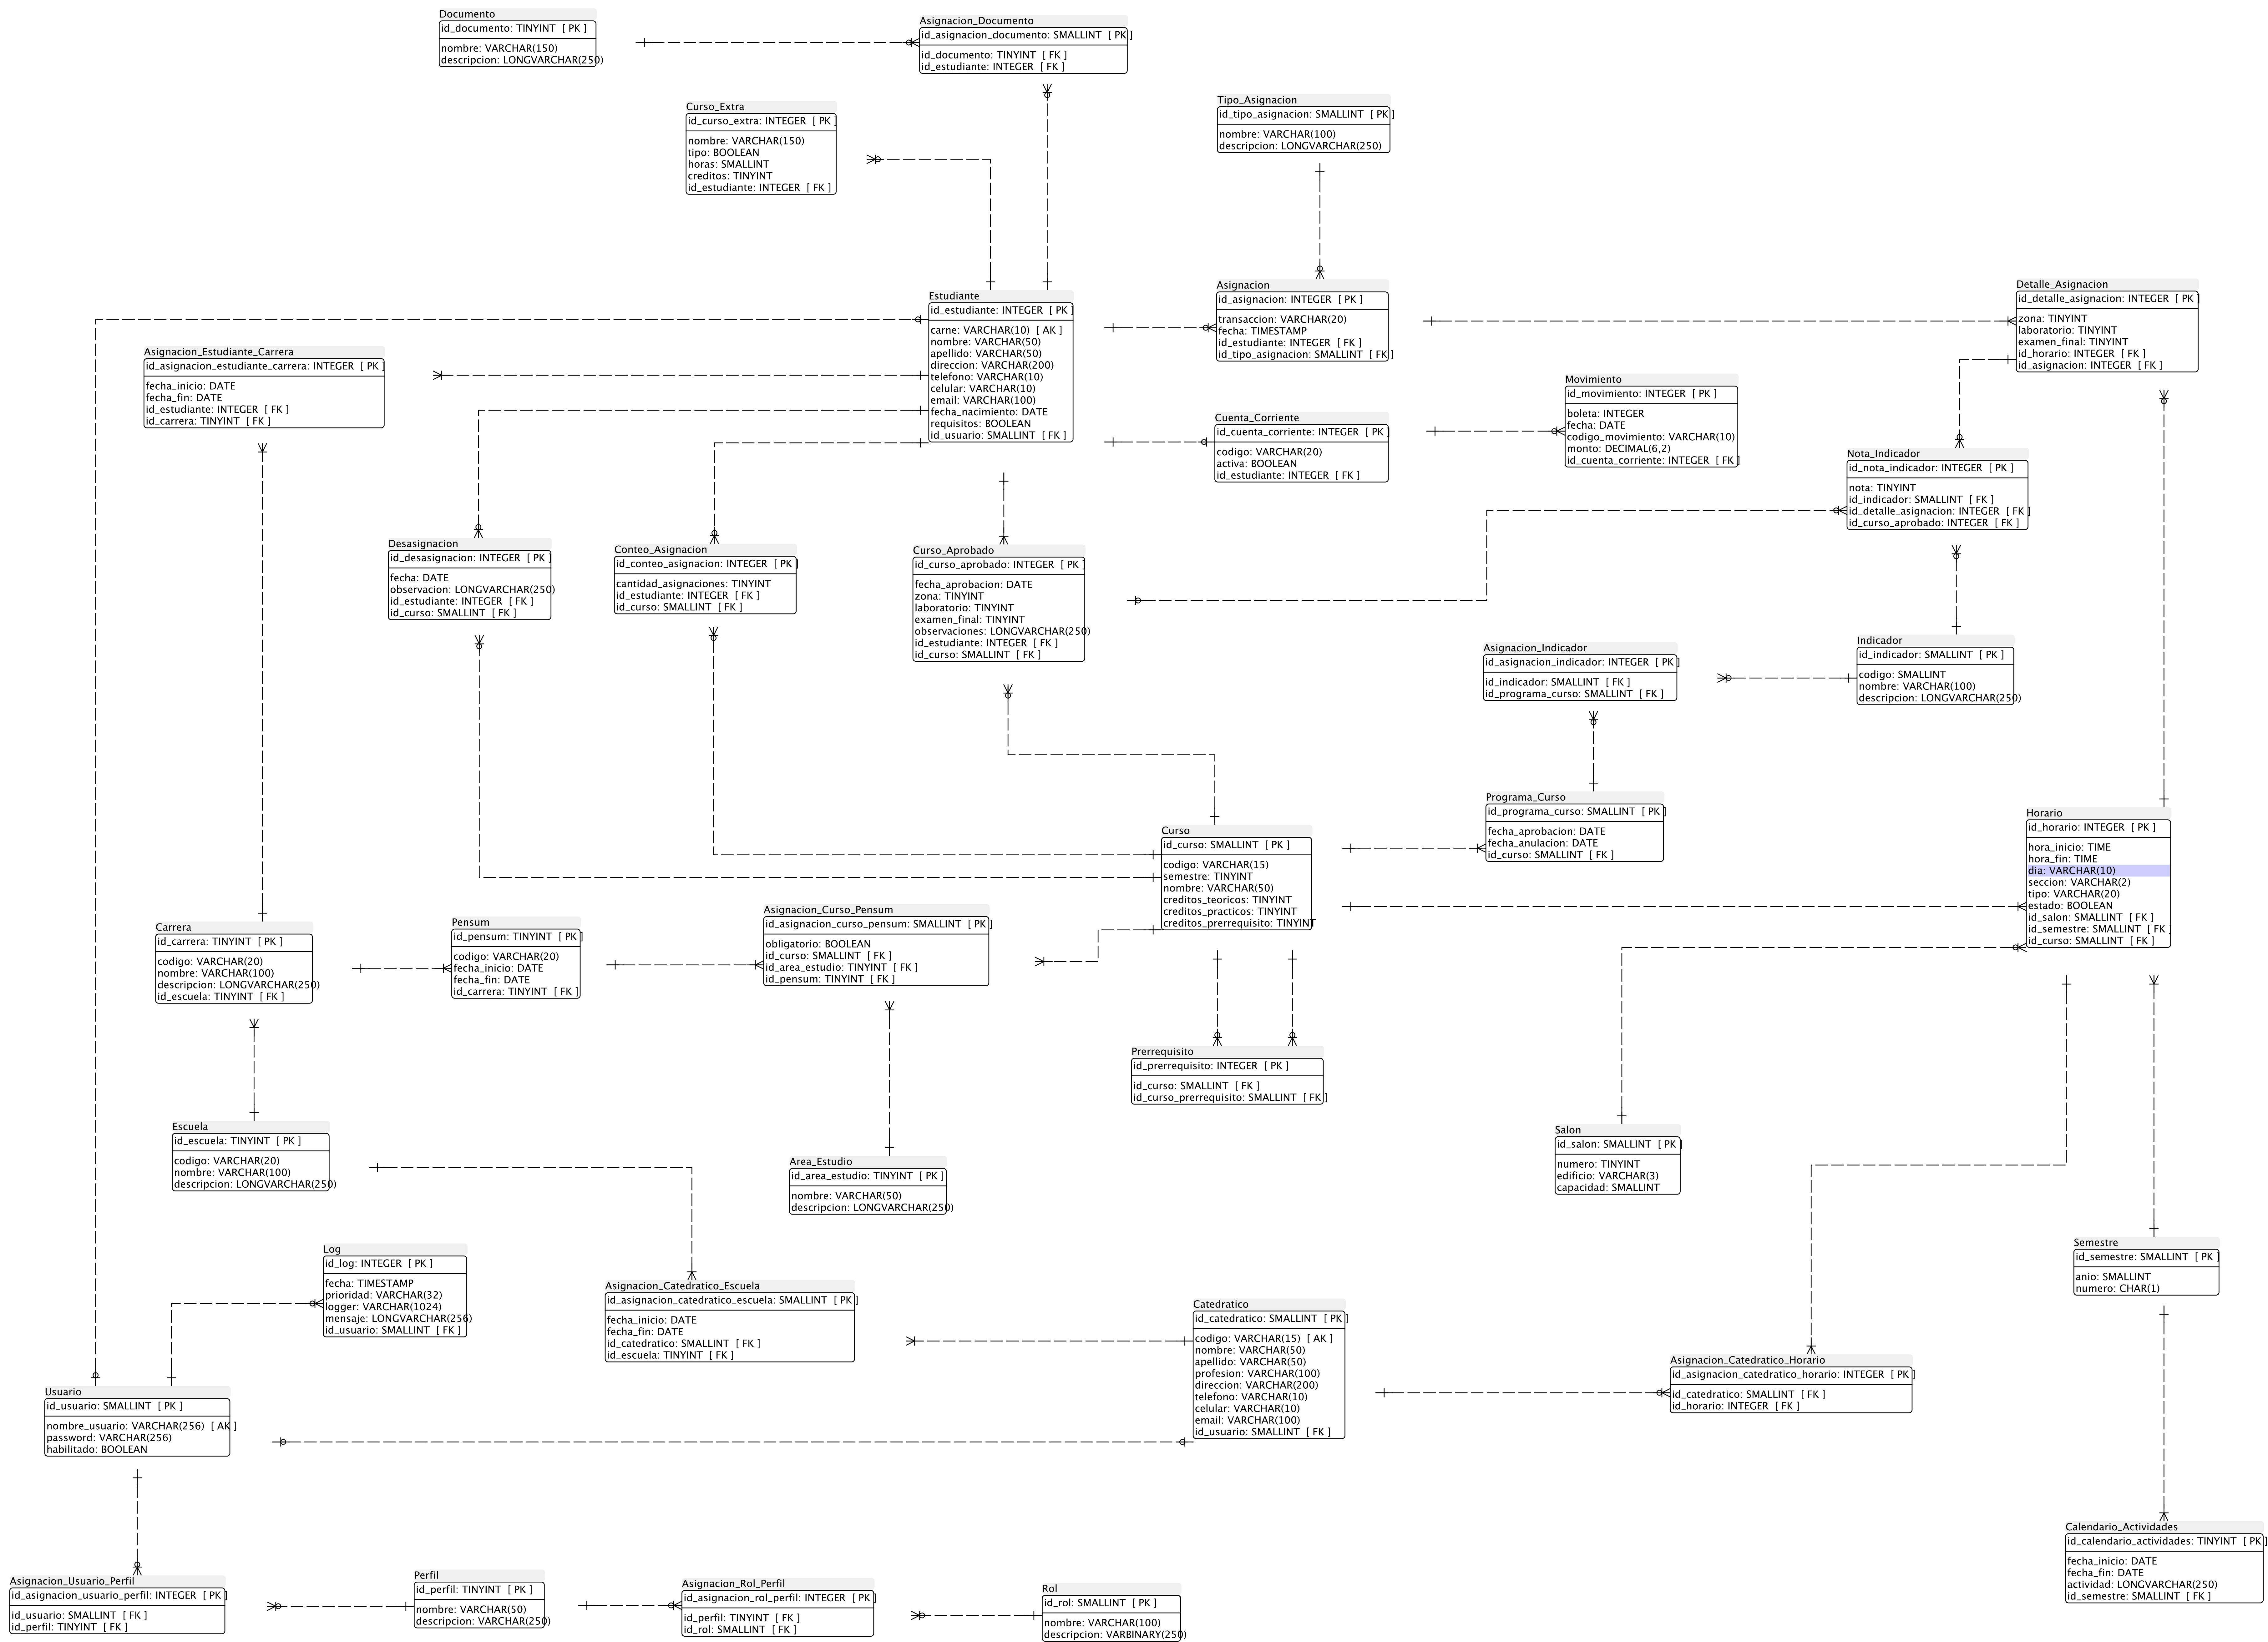 Documento
id_documento: TINYINT [ PK ]
nombre: VARCHAR(150)
descripcion: LONGVARCHAR(250)
Asignacion_Documento
id_asignacion_documento: SMALLINT [ PK ]
id_documento: TINYINT [ FK ]
id_estudiante: INTEGER [ FK ]
Curso_Extra
id_curso_extra: INTEGER [ PK ]
nombre: VARCHAR(150)
tipo: BOOLEAN
horas: SMALLINT
creditos: TINYINT
id_estudiante: INTEGER [ FK ]
Tipo_Asignacion
id_tipo_asignacion: SMALLINT [ PK ]
nombre: VARCHAR(100)
descripcion: LONGVARCHAR(250)
Estudiante
id_estudiante: INTEGER [ PK ]
carne: VARCHAR(10) [ AK ]
nombre: VARCHAR(50)
apellido: VARCHAR(50)
direccion: VARCHAR(200)
telefono: VARCHAR(10)
celular: VARCHAR(10)
email: VARCHAR(100)
fecha_nacimiento: DATE
requisitos: BOOLEAN
id_usuario: SMALLINT [ FK ]
Asignacion
id_asignacion: INTEGER [ PK ]
transaccion: VARCHAR(20)
fecha: TIMESTAMP
id_estudiante: INTEGER [ FK ]
id_tipo_asignacion: SMALLINT [ FK ]
Detalle_Asignacion
id_detalle_asignacion: INTEGER [ PK ]
zona: TINYINT
laboratorio: TINYINT
examen_final: TINYINT
id_horario: INTEGER [ FK ]
id_asignacion: INTEGER [ FK ]
Asignacion_Estudiante_Carrera
id_asignacion_estudiante_carrera: INTEGER [ PK ]
fecha_inicio: DATE
fecha_fin: DATE
id_estudiante: INTEGER [ FK ]
id_carrera: TINYINT [ FK ]
Movimiento
id_movimiento: INTEGER [ PK ]
boleta: INTEGER
fecha: DATE
codigo_movimiento: VARCHAR(10)
monto: DECIMAL(6,2)
id_cuenta_corriente: INTEGER [ FK ]
Cuenta_Corriente
id_cuenta_corriente: INTEGER [ PK ]
codigo: VARCHAR(20)
activa: BOOLEAN
id_estudiante: INTEGER [ FK ]
Nota_Indicador
id_nota_indicador: INTEGER [ PK ]
nota: TINYINT
id_indicador: SMALLINT [ FK ]
id_detalle_asignacion: INTEGER [ FK ]
id_curso_aprobado: INTEGER [ FK ]
Desasignacion
id_desasignacion: INTEGER [ PK ]
fecha: DATE
observacion: LONGVARCHAR(250)
id_estudiante: INTEGER [ FK ]
id_curso: SMALLINT [ FK ]
Conteo_Asignacion
id_conteo_asignacion: INTEGER [ PK ]
cantidad_asignaciones: TINYINT
id_estudiante: INTEGER [ FK ]
id_curso: SMALLINT [ FK ]
Curso_Aprobado
id_curso_aprobado: INTEGER [ PK ]
fecha_aprobacion: DATE
zona: TINYINT
laboratorio: TINYINT
examen_final: TINYINT
observaciones: LONGVARCHAR(250)
id_estudiante: INTEGER [ FK ]
id_curso: SMALLINT [ FK ]
Asignacion_Indicador
id_asignacion_indicador: INTEGER [ PK ]
id_indicador: SMALLINT [ FK ]
id_programa_curso: SMALLINT [ FK ]
Indicador
id_indicador: SMALLINT [ PK ]
codigo: SMALLINT
nombre: VARCHAR(100)
descripcion: LONGVARCHAR(250)
Programa_Curso
id_programa_curso: SMALLINT [ PK ]
fecha_aprobacion: DATE
fecha_anulacion: DATE
id_curso: SMALLINT [ FK ]
Curso
id_curso: SMALLINT [ PK ]
codigo: VARCHAR(15)
semestre: TINYINT
nombre: VARCHAR(50)
creditos_teoricos: TINYINT
creditos_practicos: TINYINT
creditos_prerrequisito: TINYINT
Horario
id_horario: INTEGER [ PK ]
hora_inicio: TIME
hora_fin: TIME
dia: VARCHAR(10)
seccion: VARCHAR(2)
tipo: VARCHAR(20)
estado: BOOLEAN
id_salon: SMALLINT [ FK ]
id_semestre: SMALLINT [ FK ]
id_curso: SMALLINT [ FK ]
Carrera
id_carrera: TINYINT [ PK ]
codigo: VARCHAR(20)
nombre: VARCHAR(100)
descripcion: LONGVARCHAR(250)
id_escuela: TINYINT [ FK ]
Pensum
id_pensum: TINYINT [ PK ]
codigo: VARCHAR(20)
fecha_inicio: DATE
fecha_fin: DATE
id_carrera: TINYINT [ FK ]
Asignacion_Curso_Pensum
id_asignacion_curso_pensum: SMALLINT [ PK ]
obligatorio: BOOLEAN
id_curso: SMALLINT [ FK ]
id_area_estudio: TINYINT [ FK ]
id_pensum: TINYINT [ FK ]
Prerrequisito
id_prerrequisito: INTEGER [ PK ]
id_curso: SMALLINT [ FK ]
id_curso_prerrequisito: SMALLINT [ FK ]
Escuela
id_escuela: TINYINT [ PK ]
codigo: VARCHAR(20)
nombre: VARCHAR(100)
descripcion: LONGVARCHAR(250)
Area_Estudio
id_area_estudio: TINYINT [ PK ]
nombre: VARCHAR(50)
descripcion: LONGVARCHAR(250)
Salon
id_salon: SMALLINT [ PK ]
numero: TINYINT
edificio: VARCHAR(3)
capacidad: SMALLINT
Log
id_log: INTEGER [ PK ]
fecha: TIMESTAMP
prioridad: VARCHAR(32)
logger: VARCHAR(1024)
mensaje: LONGVARCHAR(256)
id_usuario: SMALLINT [ FK ]
Asignacion_Catedratico_Escuela
id_asignacion_catedratico_escuela: SMALLINT [ PK ]
fecha_inicio: DATE
fecha_fin: DATE
id_catedratico: SMALLINT [ FK ]
id_escuela: TINYINT [ FK ]
Semestre
id_semestre: SMALLINT [ PK ]
anio: SMALLINT
numero: CHAR(1)
Catedratico
id_catedratico: SMALLINT [ PK ]
codigo: VARCHAR(15) [ AK ]
nombre: VARCHAR(50)
apellido: VARCHAR(50)
profesion: VARCHAR(100)
direccion: VARCHAR(200)
telefono: VARCHAR(10)
celular: VARCHAR(10)
email: VARCHAR(100)
id_usuario: SMALLINT [ FK ]
Asignacion_Catedratico_Horario
id_asignacion_catedratico_horario: INTEGER [ PK ]
id_catedratico: SMALLINT [ FK ]
id_horario: INTEGER [ FK ]
Usuario
id_usuario: SMALLINT [ PK ]
nombre_usuario: VARCHAR(256) [ AK ]
password: VARCHAR(256)
habilitado: BOOLEAN
Calendario_Actividades
id_calendario_actividades: TINYINT [ PK ]
fecha_inicio: DATE
fecha_fin: DATE
actividad: LONGVARCHAR(250)
id_semestre: SMALLINT [ FK ]
Asignacion_Usuario_Perfil
id_asignacion_usuario_perfil: INTEGER [ PK ]
id_usuario: SMALLINT [ FK ]
id_perfil: TINYINT [ FK ]
Perfil
id_perfil: TINYINT [ PK ]
nombre: VARCHAR(50)
descripcion: VARCHAR(250)
Asignacion_Rol_Perfil
id_asignacion_rol_perfil: INTEGER [ PK ]
id_perfil: TINYINT [ FK ]
id_rol: SMALLINT [ FK ]
Rol
id_rol: SMALLINT [ PK ]
nombre: VARCHAR(100)
descripcion: VARBINARY(250)